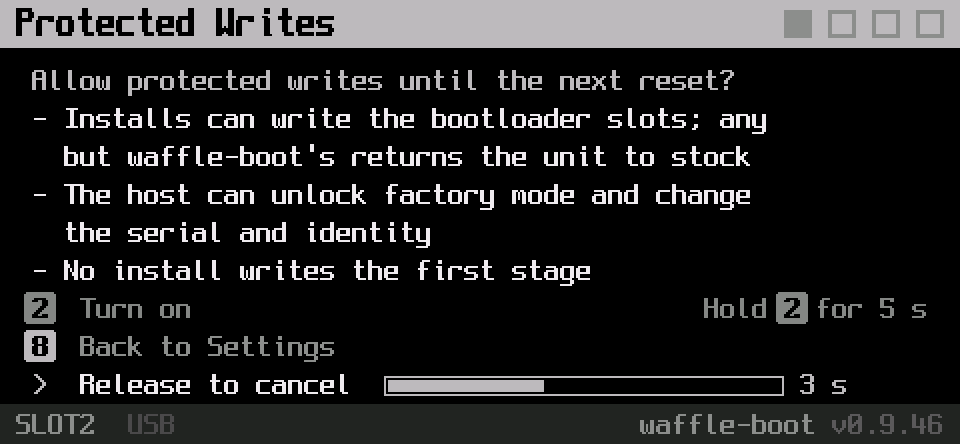 Protected Writes
Allow protected writes until the next reset?
- Installs can write the bootloader slots; any
but waffle-boot's returns the unit to stock
- The host can unlock factory mode and change
the serial and identity
- No install writes the first stage
2 Turn on Hold 2 for 5 s
8 Back to Settings
> Release to cancel 3 s
SLOT2 USB waffle-boot v0.9.46